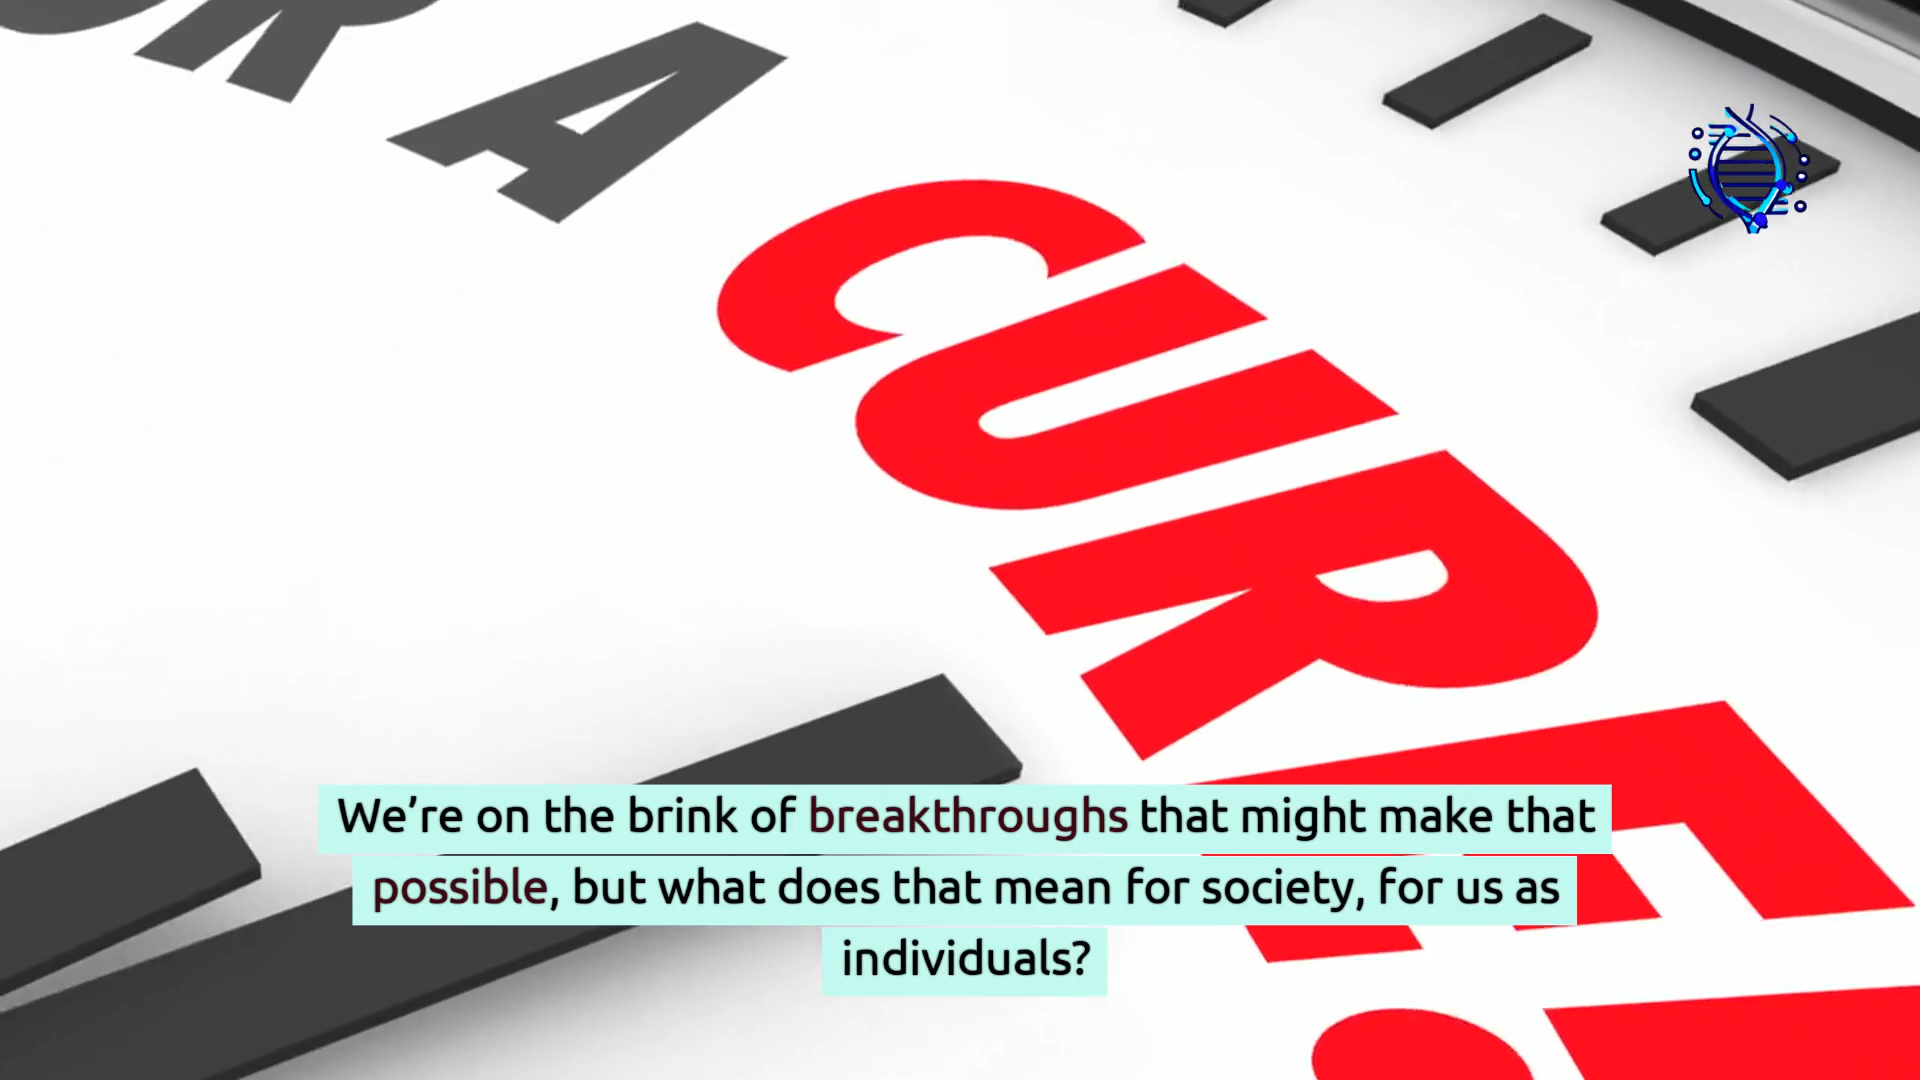 A
CURE!
We’re on the brink of breakthroughs that might make that
possible, but what does that mean for society, for us as
individuals?